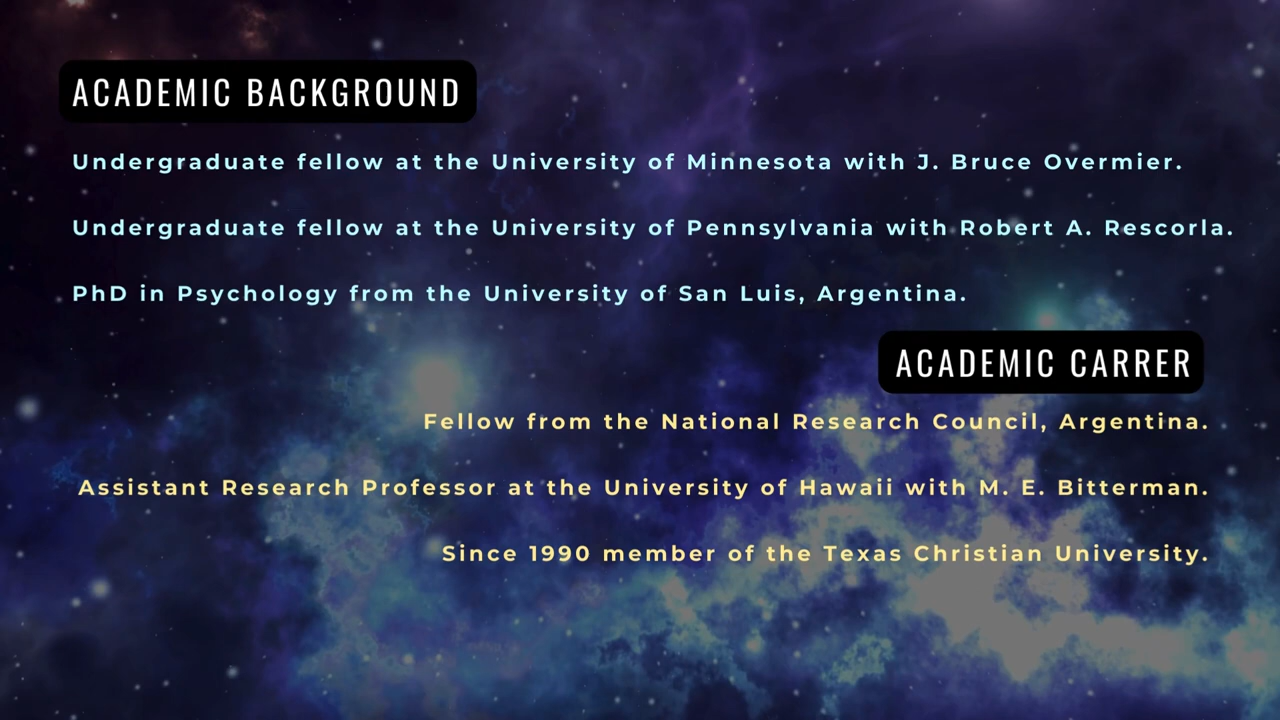 ACADEMIC BACKGROUND
Undergraduate fellow at the University of Minnesota with J. Bruce Overmier.
Undergraduate fellow at the University of Pennsylvania with Robert A. Rescorla.
PhD in Psychology from the University of San Luis, Argentina.
ACADEMIC CARRER
Fellow from the National Research Council, Argentina.
Assistant Research Professor at the University of Hawaii with M. E. Bitterman.
Since 1990 member of the Texas Christian University.